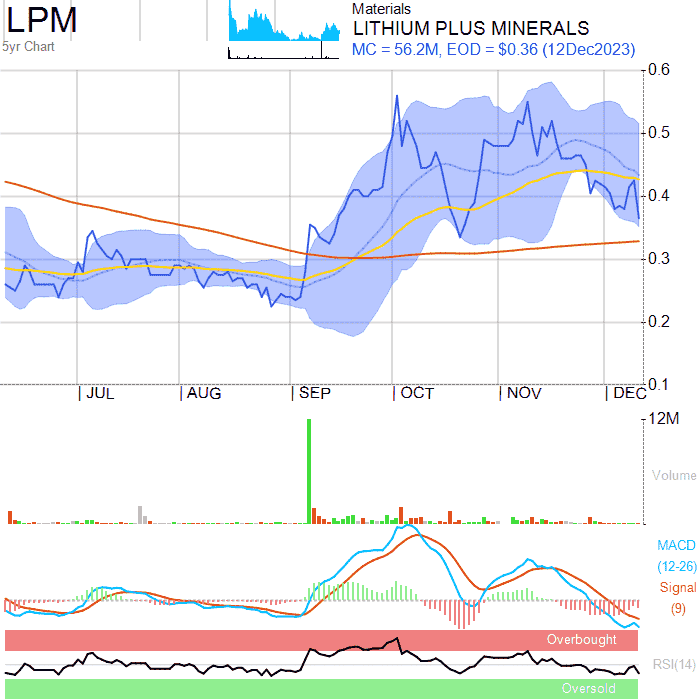 LPM
5yr Chart
Materials
LITHIUM PLUS MINERALS
MC = 56.2M, EOD = $0.36 (12Dec2023)
0.6
0.5
0.4
0.3
0.2
0.1
JUL
AUG
SEP
OCT
NOV
DEC
12M
Volume
MACD
(12-26)
Signal
(9)
Overbought
RSI(14)
Oversold